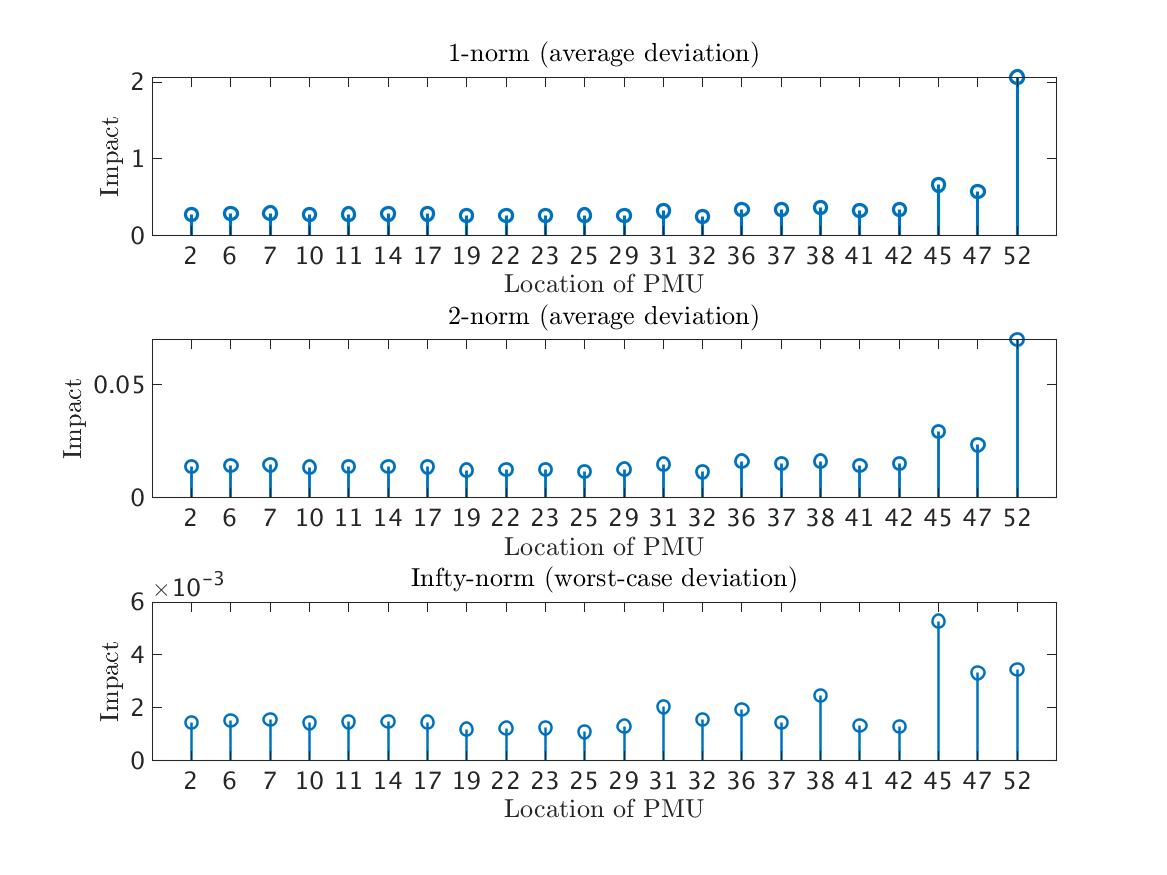 1-norm (average deviation)
2
1
0
Impact
2 6 7 10 11 14 17 19 22 23 25 29 31 32 36 37 38 41 42 45 47 52
Location of PMU
2-norm (average deviation)
0.05
0
Impact
2 6 7 10 11 14 17 19 22 23 25 29 31 32 36 37 38 41 42 45 47 52
Location of PMU
Infty-norm (worst-case deviation)
×10⁻³
6
4
2
0
Impact
2 6 7 10 11 14 17 19 22 23 25 29 31 32 36 37 38 41 42 45 47 52
Location of PMU